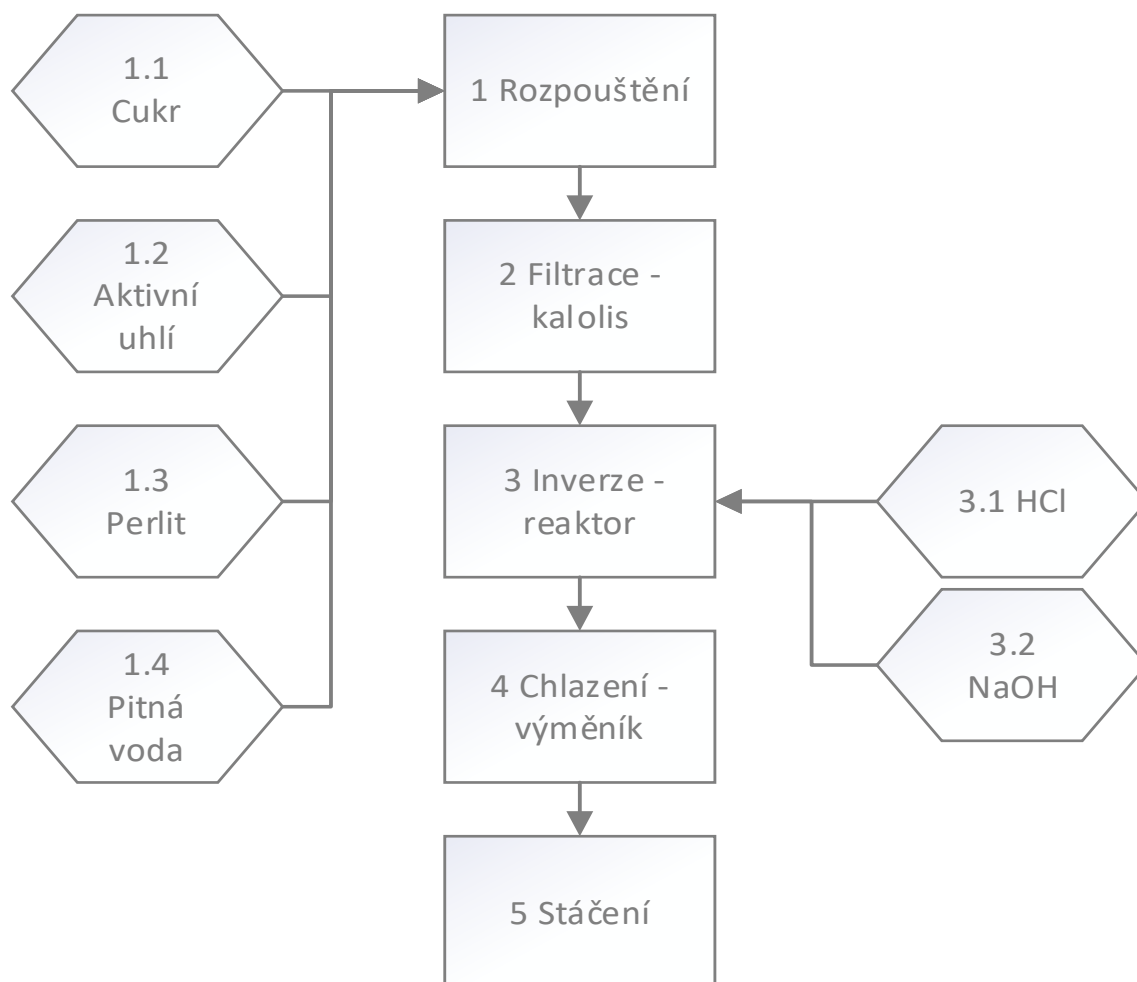 1.1
Cukr
1 Rozpouštění
1.2
Aktivní
uhlí
2 Filtrace -
kalolis
1.3
Perlit
3 Inverze -
reaktor
3.1 HCl
1.4
Pitná
voda
4 Chlazení -
výměník
3.2
NaOH
5 Stáčení